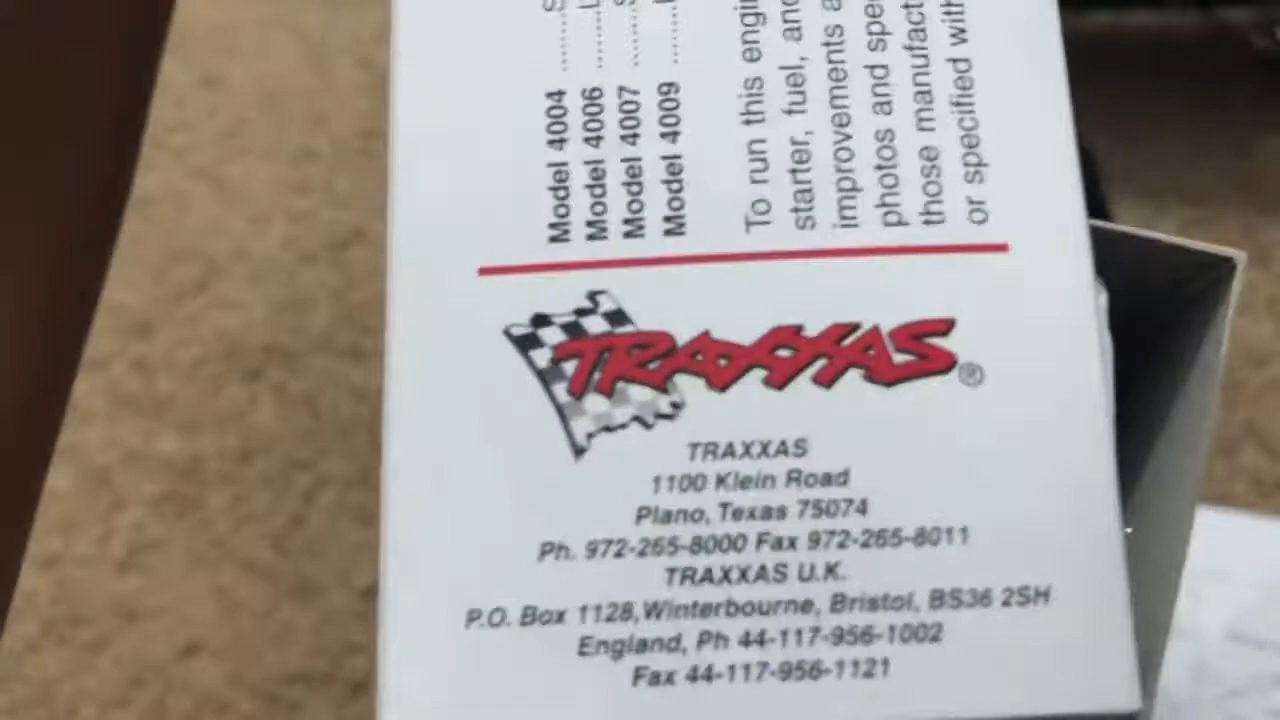 Model 4004 ........S
Model 4006 ........L
Model 4007 ........S
Model 4009 ........
To run this engi
starter, fuel, and
improvements a
photos and spe
those manufact
or specified with
TRAXXAS®
TRAXXAS
1100 Klein Road
Plano, Texas 75074
Ph. 972-265-8000 Fax 972-265-8011
TRAXXAS U.K.
P.O. Box 1128,Winterbourne, Bristol, BS36 2SH
England, Ph 44-117-956-1002
Fax 44-117-956-1121